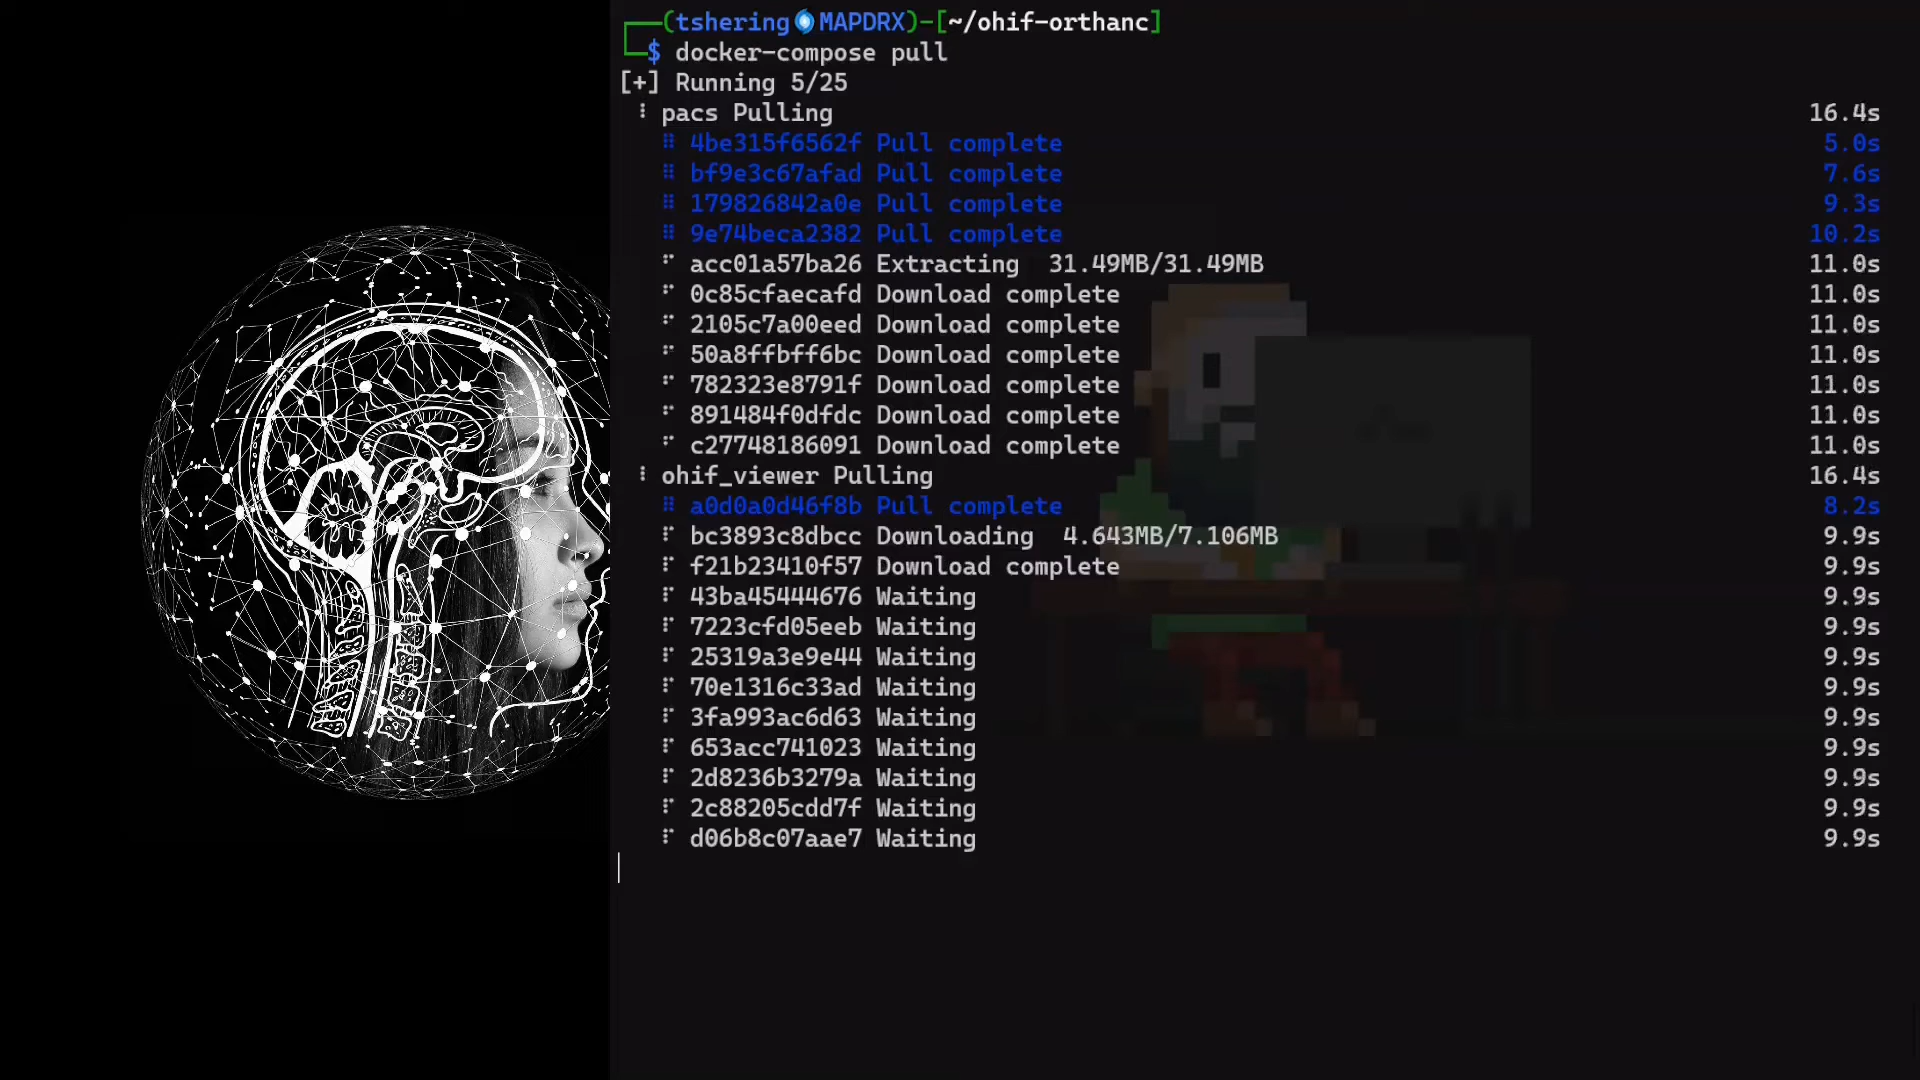 (tshering MAPDRX)-[~/ohif-orthanc]
$ docker-compose pull
[+] Running 5/25
pacs Pulling 16.4s
4be315f6562f Pull complete 5.0s
bf9e3c67afad Pull complete 7.6s
179826842a0e Pull complete 9.3s
9e74beca2382 Pull complete 10.2s
acc01a57ba26 Extracting 31.49MB/31.49MB 11.0s
0c85cfaecafd Download complete 11.0s
2105c7a00eed Download complete 11.0s
50a8ffbff6bc Download complete 11.0s
782323e8791f Download complete 11.0s
891484f0dfdc Download complete 11.0s
c27748186091 Download complete 11.0s
ohif_viewer Pulling 16.4s
a0d0a0d46f8b Pull complete 8.2s
bc3893c8dbcc Downloading 4.643MB/7.106MB 9.9s
f21b23410f57 Download complete 9.9s
43ba45444676 Waiting 9.9s
7223cfd05eeb Waiting 9.9s
25319a3e9e44 Waiting 9.9s
70e1316c33ad Waiting 9.9s
3fa993ac6d63 Waiting 9.9s
653acc741023 Waiting 9.9s
2d8236b3279a Waiting 9.9s
2c88205cdd7f Waiting 9.9s
d06b8c07aae7 Waiting 9.9s